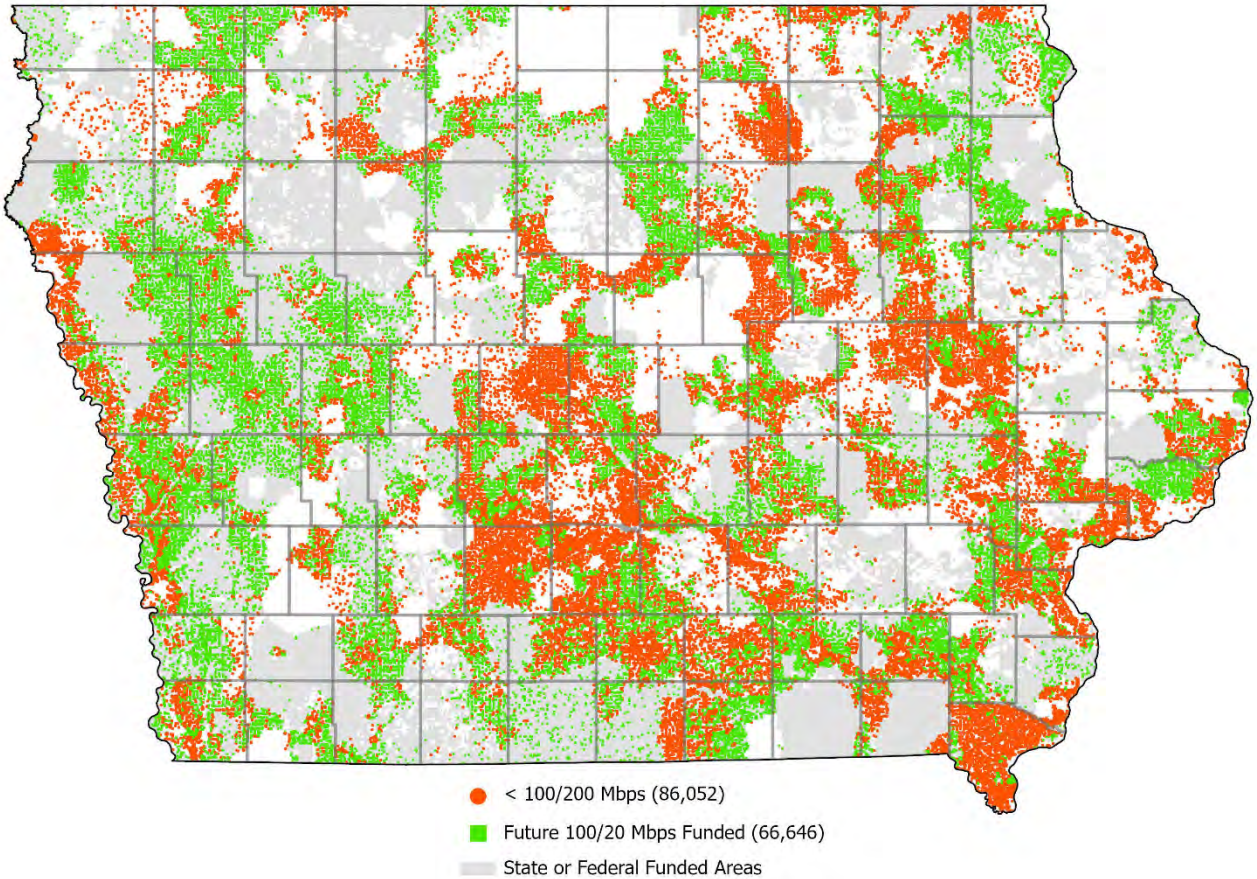 < 100/200 Mbps (86,052)
Future 100/20 Mbps Funded (66,646)
State or Federal Funded Areas